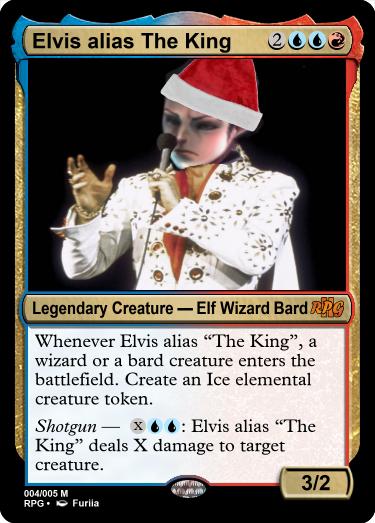 Elvis alias The King 2
Legendary Creature — Elf Wizard Bard RPG
Whenever Elvis alias “The King”, a
wizard or a bard creature enters the
battlefield. Create an Ice elemental
creature token.
Shotgun — X : Elvis alias “The
King” deals X damage to target
creature.
3/2
004/005 M
RPG • Furiia